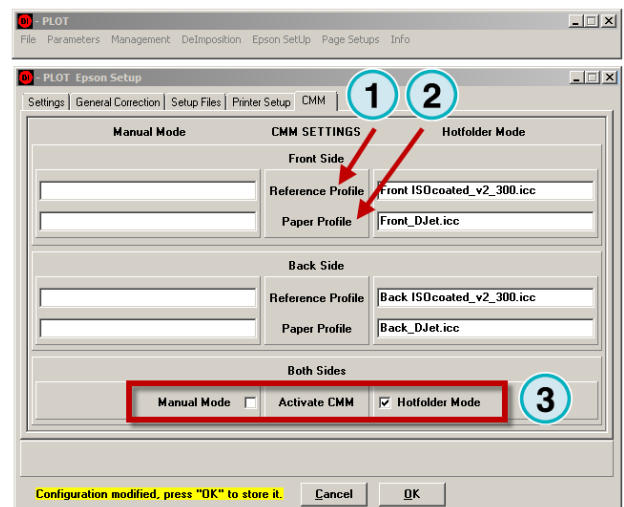 - PLOT
File Parameters Management DeImposition Epson SetUp Page Setups Info
- PLOT Epson Setup
Settings General Correction Setup Files Printer Setup CMM
1 2
Manual Mode CMM SETTINGS Hotfolder Mode
Front Side
Reference Profile Front ISOcoated_v2_300.icc
Paper Profile Front_DJet.icc
Back Side
Reference Profile Back ISOcoated_v2_300.icc
Paper Profile Back_DJet.icc
Both Sides
Manual Mode Activate CMM Hotfolder Mode 3
Configuration modified, press "OK" to store it. Cancel OK